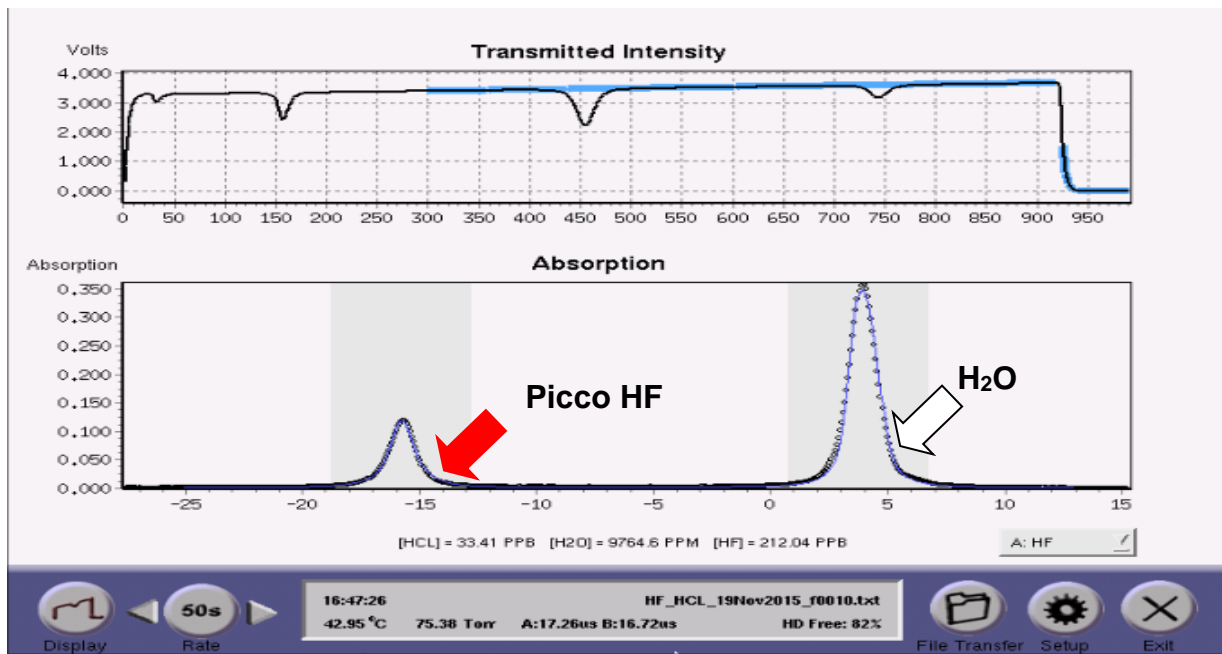 Transmitted Intensity
Volts
4.000
3.000
2.000
1.000
0.000
0 50 100 150 200 250 300 350 400 450 500 550 600 650 700 750 800 850 900 950
Absorption
Absorption
0.350
0.300
0.250
0.200
0.150
0.100
0.050
0.000
Picco HF
H₂O
-25 -20 -15 -10 -5 0 5 10 15
[HCL] = 33.41 PPB [H2O] = 9764.6 PPM [HF] = 212.04 PPB
A: HF
Display
50s
Rate
16:47:26 HF_HCL_19Nov2015_f0010.txt
42.95 °C 75.38 Torr A:17.26us B:16.72us HD Free: 82%
File Transfer
Setup
Exit